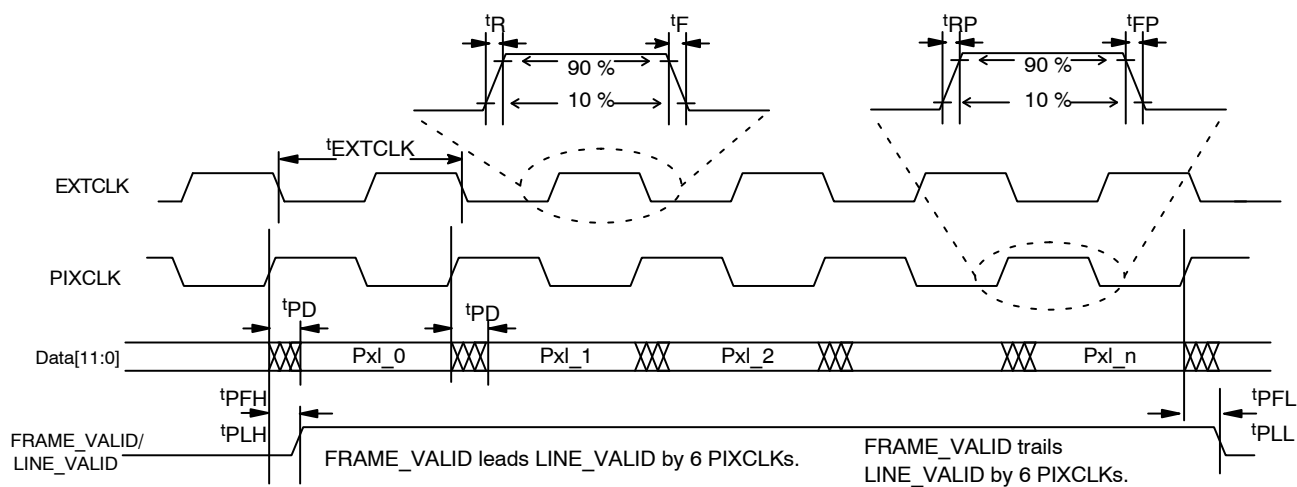 tR
tF
tRP
tFP
90 %
90 %
10 %
10 %
tEXTCLK
EXTCLK
PIXCLK
tPD
tPD
Data[11:0]
Pxl_0
Pxl_1
Pxl_2
Pxl_n
tPFH
tPFL
tPLH
tPLL
FRAME_VALID/
LINE_VALID
FRAME_VALID leads LINE_VALID by 6 PIXCLKs.
FRAME_VALID trails
LINE_VALID by 6 PIXCLKs.